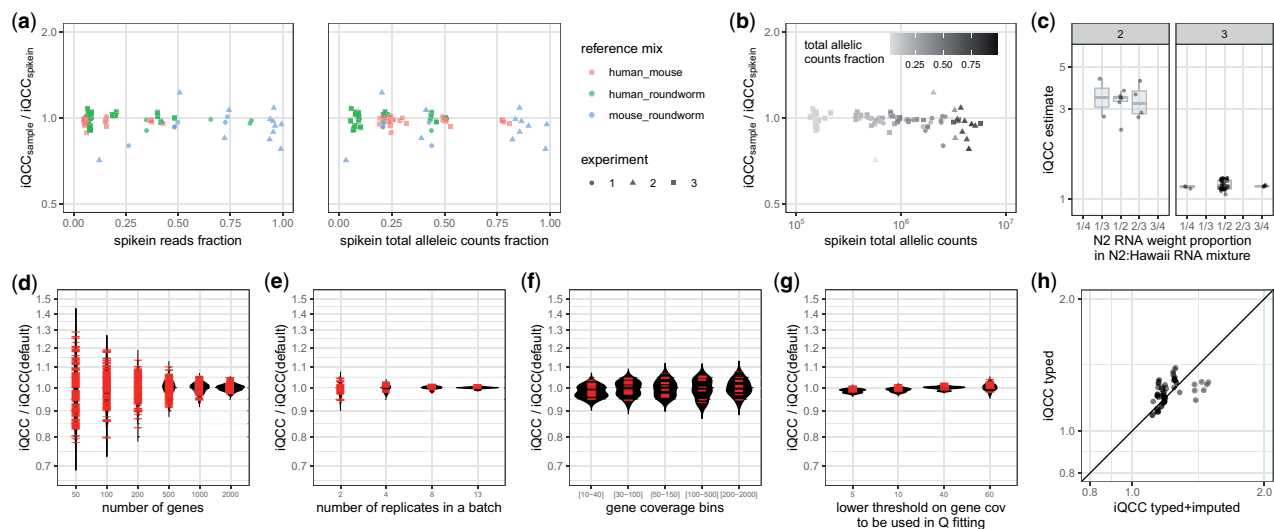 (a)
2.0
1.0
0.5
iQCCsample / iQCCspikein
0.00 0.25 0.50 0.75 1.00
spikein reads fraction
0.00 0.25 0.50 0.75 1.00
spikein total alleleic counts fraction
reference mix
human_mouse
human_roundworm
mouse_roundworm
experiment
1 2 3
(b)
2.0
1.0
0.5
iQCCsample / iQCCspikein
total allelic
counts fraction
0.25 0.50 0.75
10^5 10^6 10^7
spikein total allelic counts
(c)
2 3
5
3
1
iQCC estimate
1/4 1/3 1/2 2/3 3/4 1/4 1/3 1/2 2/3 3/4
N2 RNA weight proportion
in N2:Hawaii RNA mixture
(d)
1.5
1.4
1.3
1.2
1.1
1.0
0.9
0.8
0.7
iQCC / iQCC(default)
50 100 200 500 1000 2000
number of genes
(e)
1.5
1.4
1.3
1.2
1.1
1.0
0.9
0.8
0.7
iQCC / iQCC(default)
2 4 8 13
number of replicates in a batch
(f)
1.5
1.4
1.3
1.2
1.1
1.0
0.9
0.8
0.7
iQCC / iQCC(default)
[10−40] [30−100] [50−150] [100−500] [200−2000]
gene coverage bins
(g)
1.5
1.4
1.3
1.2
1.1
1.0
0.9
0.8
0.7
iQCC / iQCC(default)
5 10 40 60
lower threshold on gene cov
to be used in Q fitting
(h)
2.0
1.0
0.8
iQCC typed
0.8 1.0 2.0
iQCC typed+imputed